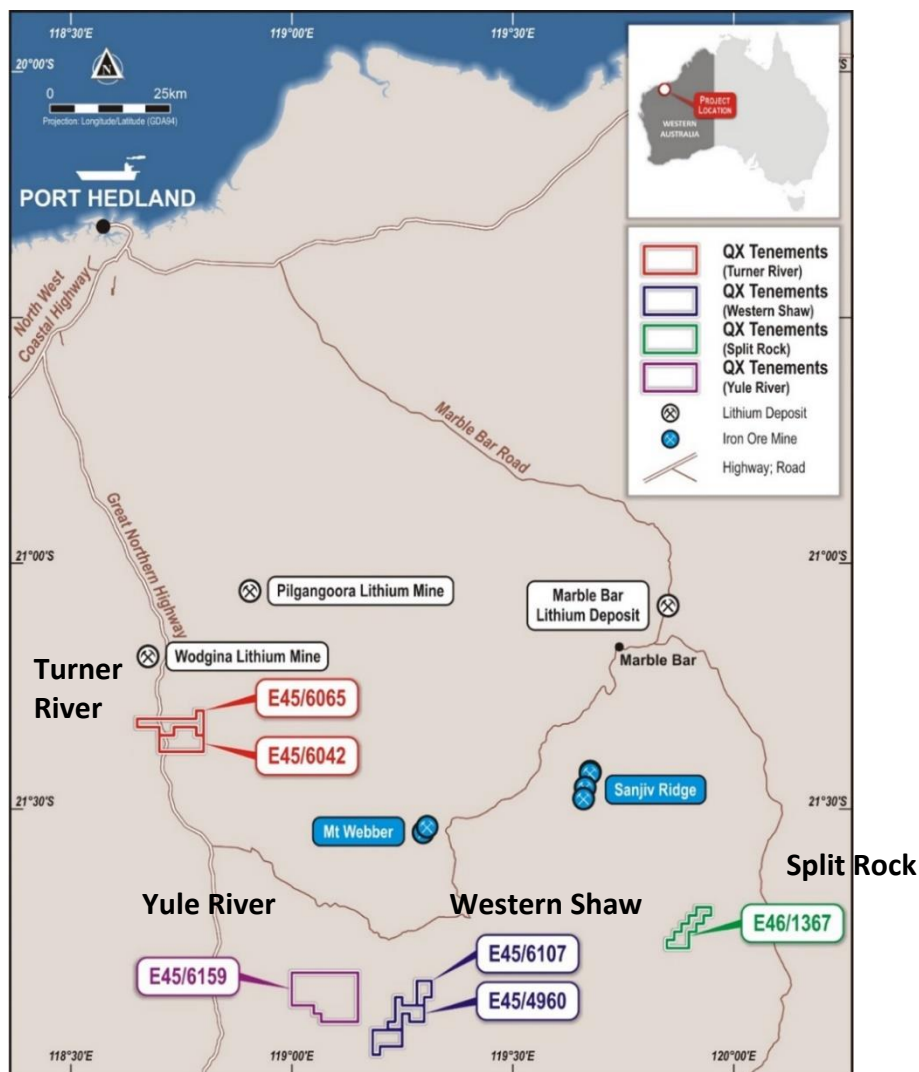 118°30'E
119°00'E
119°30'E
20°00'S
N
0
25km
Projection: Longitude/Latitude (GDA94)
PROJECT
LOCATION
WESTERN
AUSTRALIA
PORT HEDLAND
North West
Coastal Highway
QX Tenements
(Turner River)
QX Tenements
(Western Shaw)
QX Tenements
(Split Rock)
QX Tenements
(Yule River)
Lithium Deposit
Iron Ore Mine
Highway; Road
Marble Bar Road
Great Northern Highway
21°00'S
21°00'S
Pilgangoora Lithium Mine
Marble Bar
Lithium Deposit
Wodgina Lithium Mine
Marble Bar
Turner
River
E45/6065
E45/6042
21°30'S
21°30'S
Sanjiv Ridge
Mt Webber
Split Rock
Yule River
Western Shaw
E46/1367
E45/6107
E45/6159
E45/4960
118°30'E
119°00'E
119°30'E
120°00'E